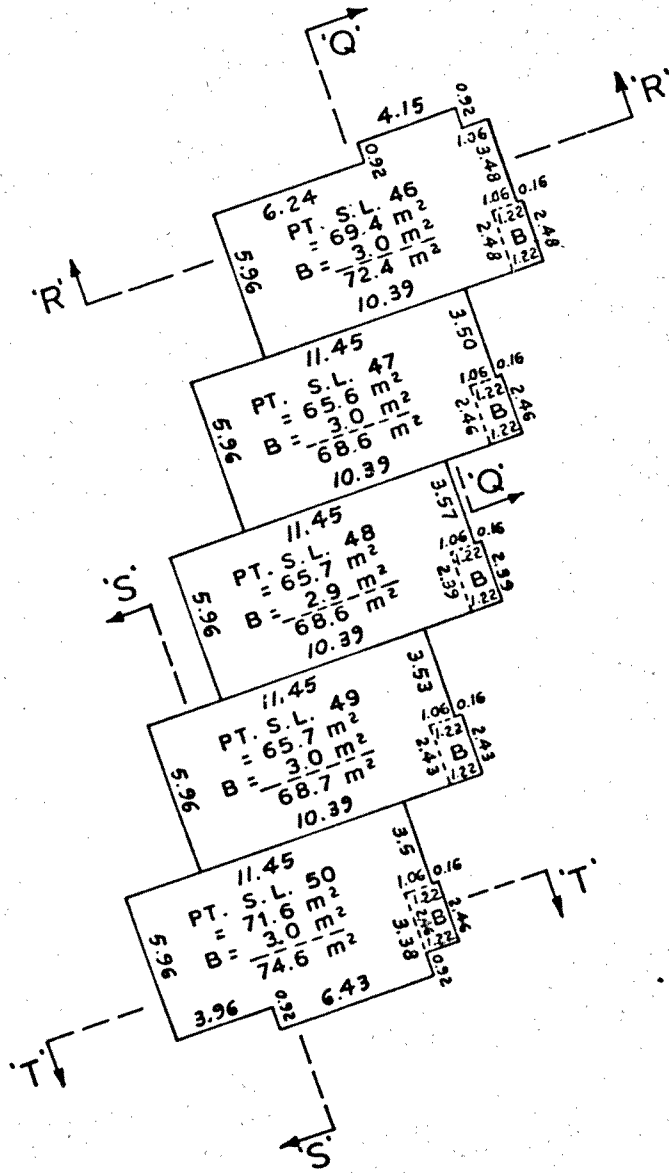 'Q'
'R'
4.15
0.92
0.92
1.06
3.48
6.24
PT. S.L. 46
= 69.4 m²
B = 3.0 m²
72.4 m²
5.96
1.06 0.16
1.22
2.48
B
2.48
1.22
'R'
10.39
11.45
3.50
PT. S.L. 47
= 65.6 m²
B = 3.0 m²
68.6 m²
5.96
1.06 0.16
1.22
2.46
B
2.46
1.22
10.39
'Q'
11.45
3.57
PT. S.L. 48
= 65.7 m²
B = 2.9 m²
68.6 m²
5.96
1.06 0.16
1.22
2.39
B
2.39
1.22
'S'
10.39
11.45
3.53
PT. S.L. 49
= 65.7 m²
B = 3.0 m²
68.7 m²
5.96
1.06 0.16
1.22
2.43
B
2.43
1.22
10.39
11.45
3.5
PT. S.L. 50
= 71.6 m²
B = 3.0 m²
74.6 m²
5.96
1.06 0.16
1.22
B
2.46
1.22
3.38
0.92
'T'
3.96
0.92
6.43
'T'
'S'